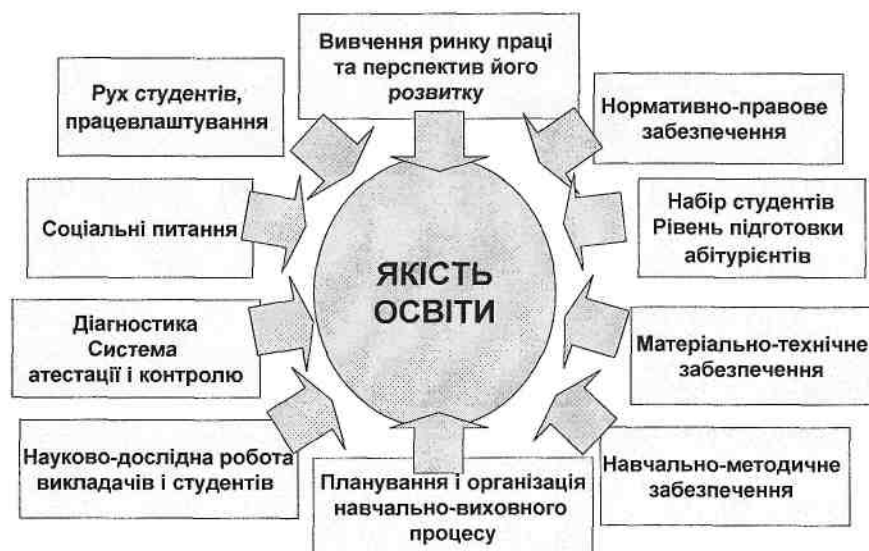 Вивчення ринку праці
та перспектив його
розвитку
Рух студентів,
працевлаштування
Нормативно-правове
забезпечення
Соціальні питання
Набір студентів
Рівень підготовки
абітурієнтів
ЯКІСТЬ
ОСВІТИ
Діагностика
Система
атестації і контролю
Матеріально-технічне
забезпечення
Науково-дослідна робота
викладачів і студентів
Планування і організація
навчально-виховного
процесу
Навчально-методичне
забезпечення